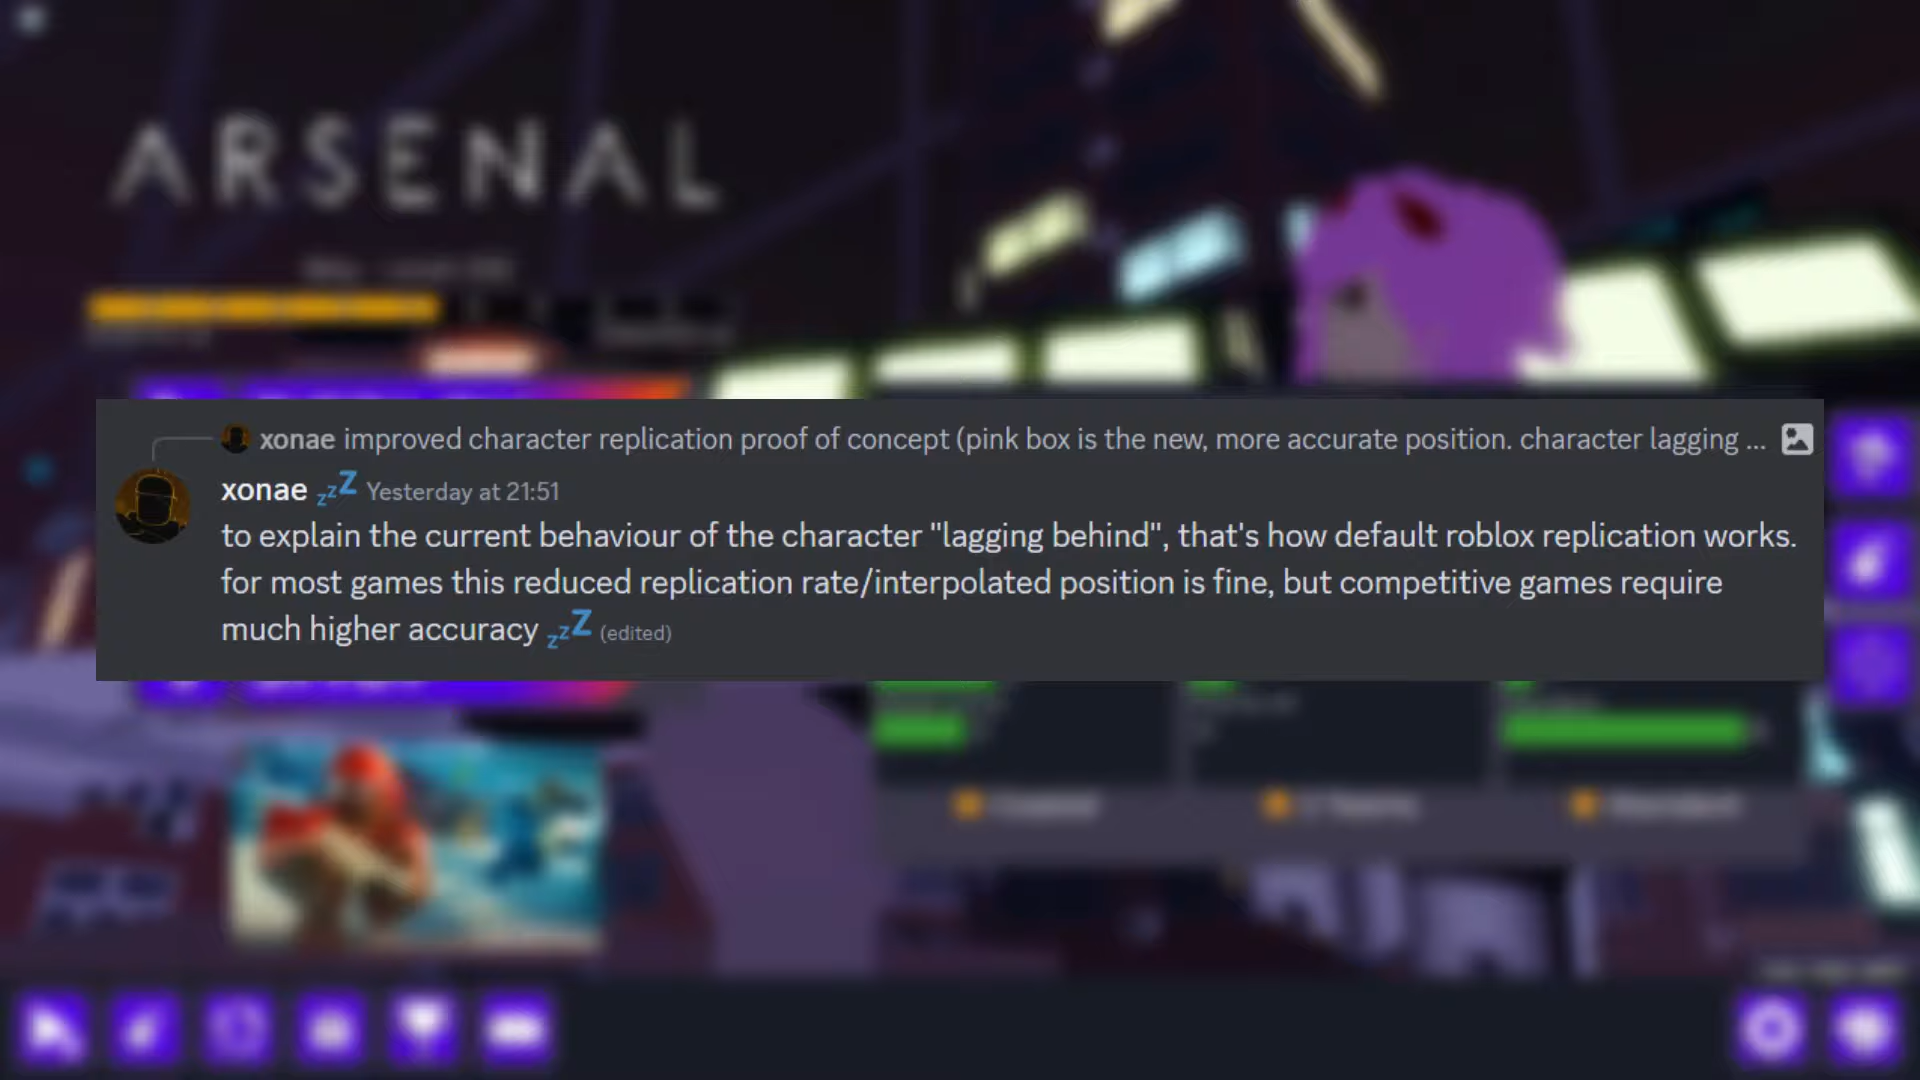 ARSENAL
xonae improved character replication proof of concept (pink box is the new, more accurate position. character lagging ...
xonae zzZ Yesterday at 21:51
to explain the current behaviour of the character "lagging behind", that's how default roblox replication works.
for most games this reduced replication rate/interpolated position is fine, but competitive games require
much higher accuracy zzZ (edited)